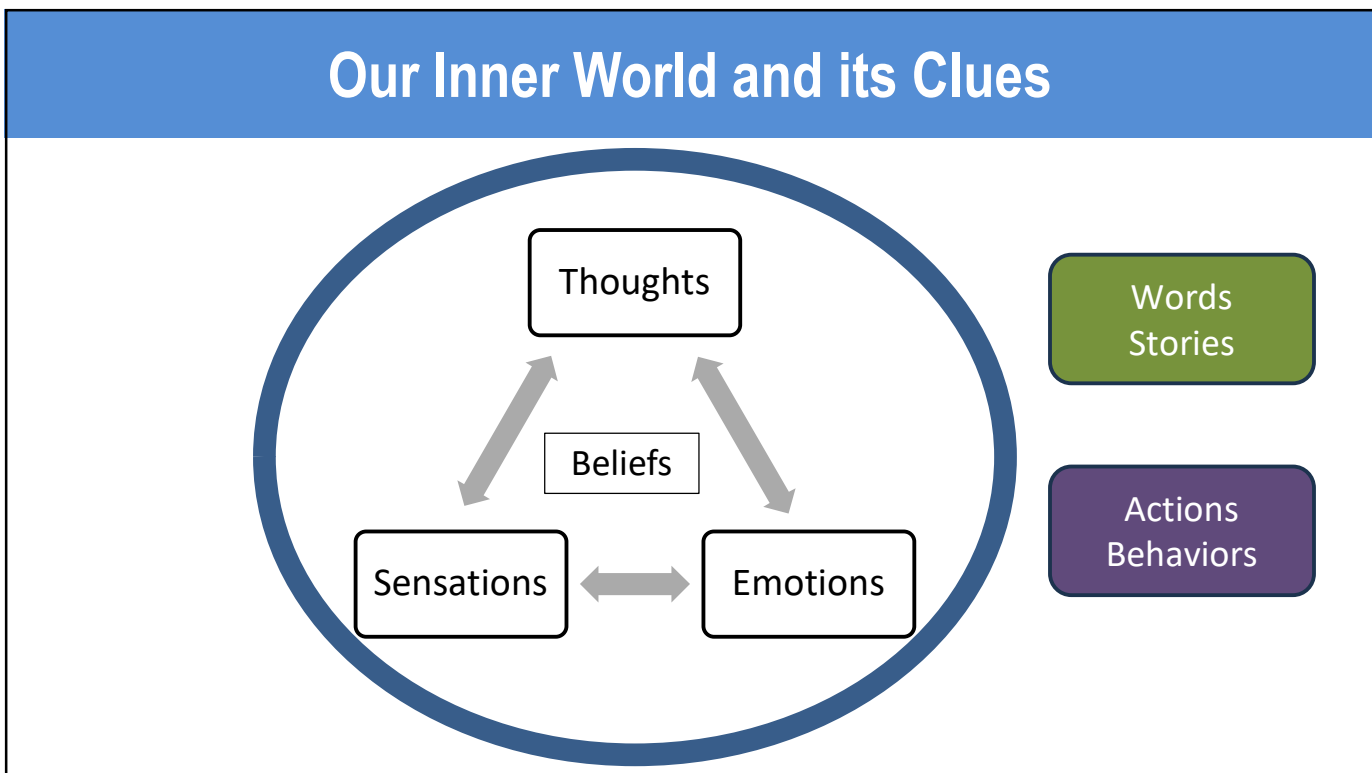 Our Inner World and its Clues
Thoughts
Beliefs
Sensations
Emotions
Words
Stories
Actions
Behaviors